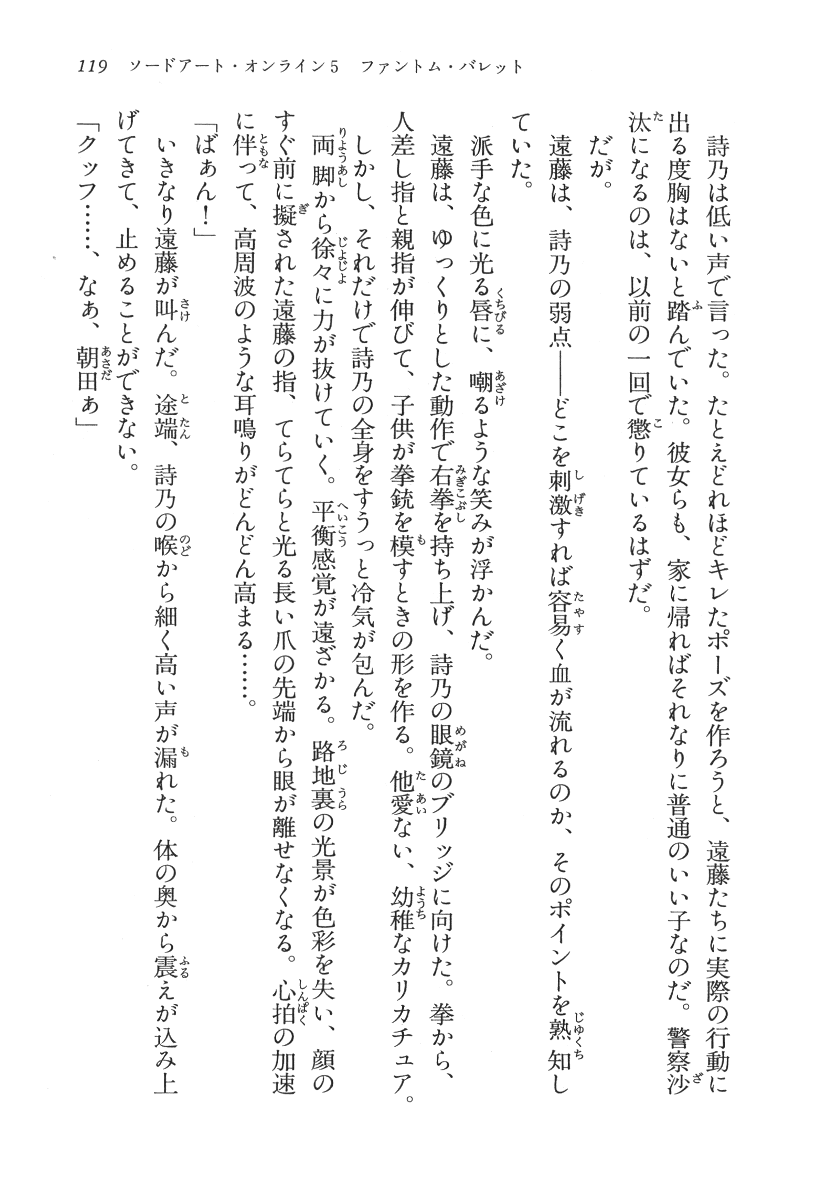 119　ソードアート・オンライン5　ファントム・バレット
　詩乃は低い声で言った。たとえどれほどキレたポーズを作ろうと、遠藤たちに実際の行動に
出る度胸はないと踏んでいた。彼女らも、家に帰ればそれなりに普通のいい子なのだ。警察沙
汰になるのは、以前の一回で懲りているはずだ。
　だが。
　遠藤は、詩乃の弱点――どこを刺激すれば容易く血が流れるのか、そのポイントを熟知し
ていた。
　派手な色に光る唇に、嘲るような笑みが浮かんだ。
　遠藤は、ゆっくりとした動作で右拳を持ち上げ、詩乃の眼鏡のブリッジに向けた。拳から、
人差し指と親指が伸びて、子供が拳銃を模すときの形を作る。他愛ない、幼稚なカリカチュア。
　しかし、それだけで詩乃の全身をすうっと冷気が包んだ。
　両脚から徐々に力が抜けていく。平衡感覚が遠ざかる。路地裏の光景が色彩を失い、顔の
すぐ前に擬された遠藤の指、てらてらと光る長い爪の先端から眼が離せなくなる。心拍の加速
に伴って、高周波のような耳鳴りがどんどん高まる……。
「ばぁん！」
　いきなり遠藤が叫んだ。途端、詩乃の喉から細く高い声が漏れた。体の奥から震えが込み上
げてきて、止めることができない。
「クッフ……、なぁ、朝田ぁ」